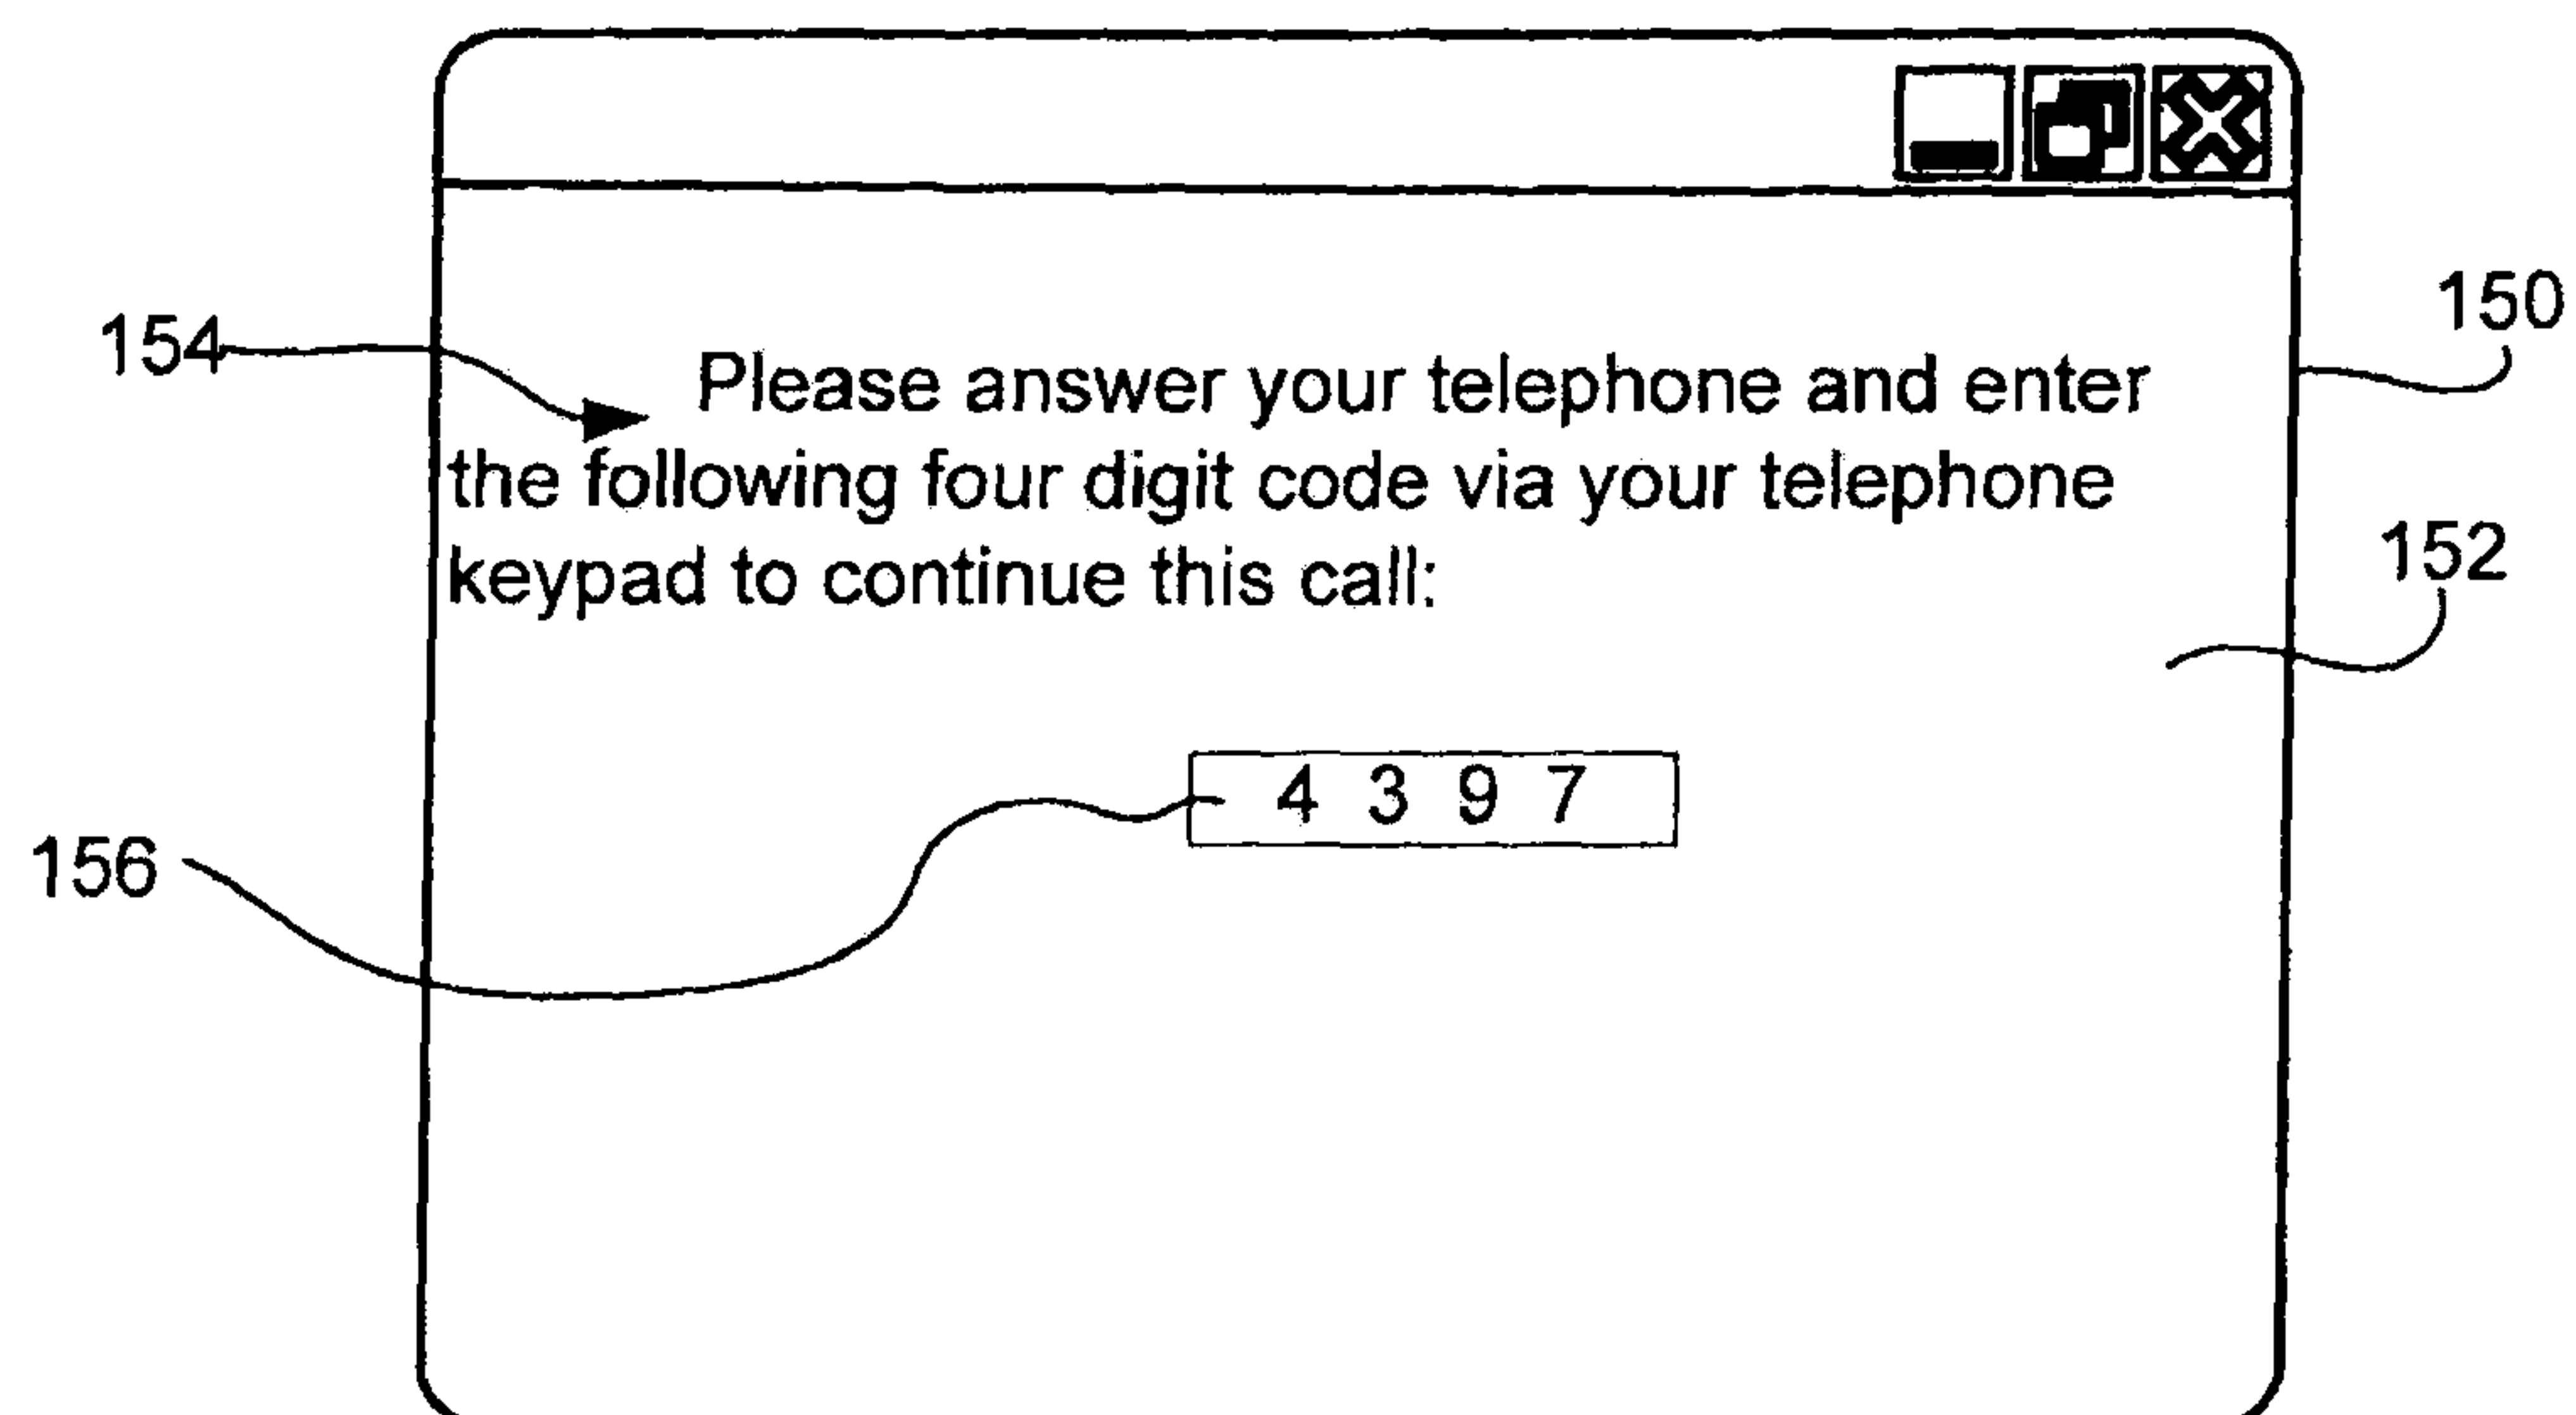 150
154
Please answer your telephone and enter
the following four digit code via your telephone
keypad to continue this call:
152
4 3 9 7
156